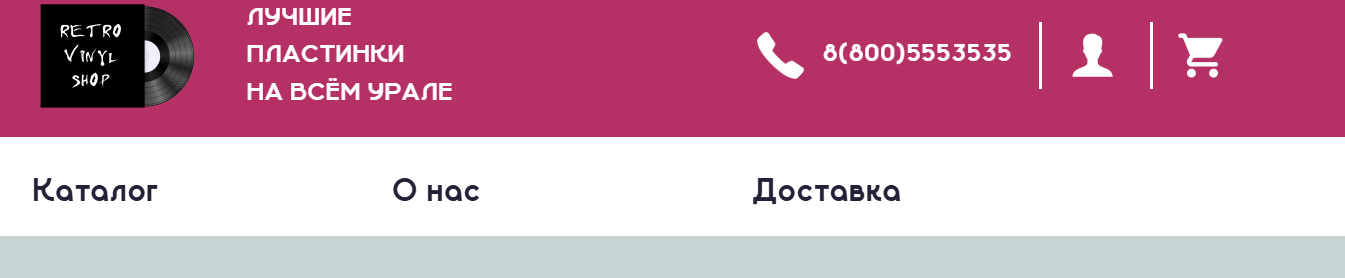 RETRO
VINYL
SHOP
ЛУЧШИЕ
ПЛАСТИНКИ
НА ВСЁМ УРАЛЕ
8(800)5553535
Каталог
О нас
Доставка